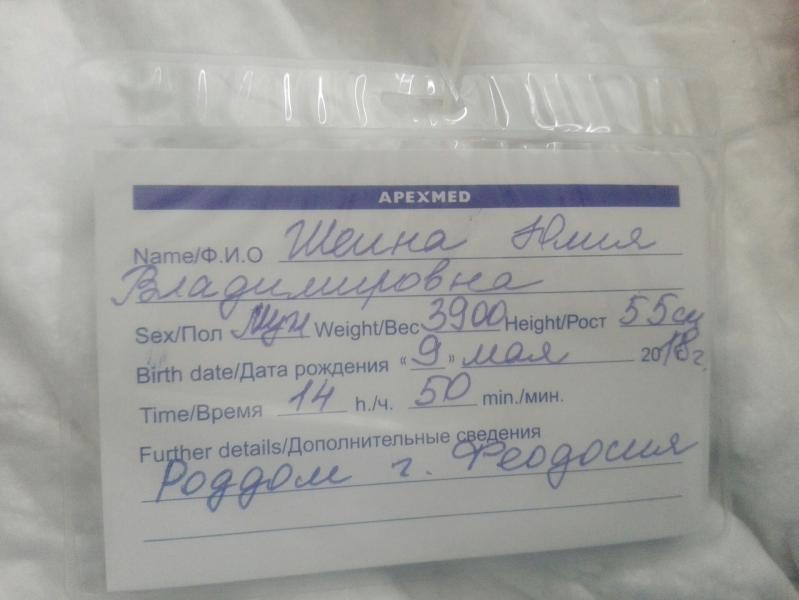 APEXMED
Name/Ф.И.О Шеина Юлия
Владимировна
Sex/Пол Муж Weight/Вес 3900 Height/Рост 55см
Birth date/Дата рождения «9» мая 2018г.
Time/Время 14 h./ч. 50 min./мин.
Further details/Дополнительные сведения
Роддом г. Феодосия